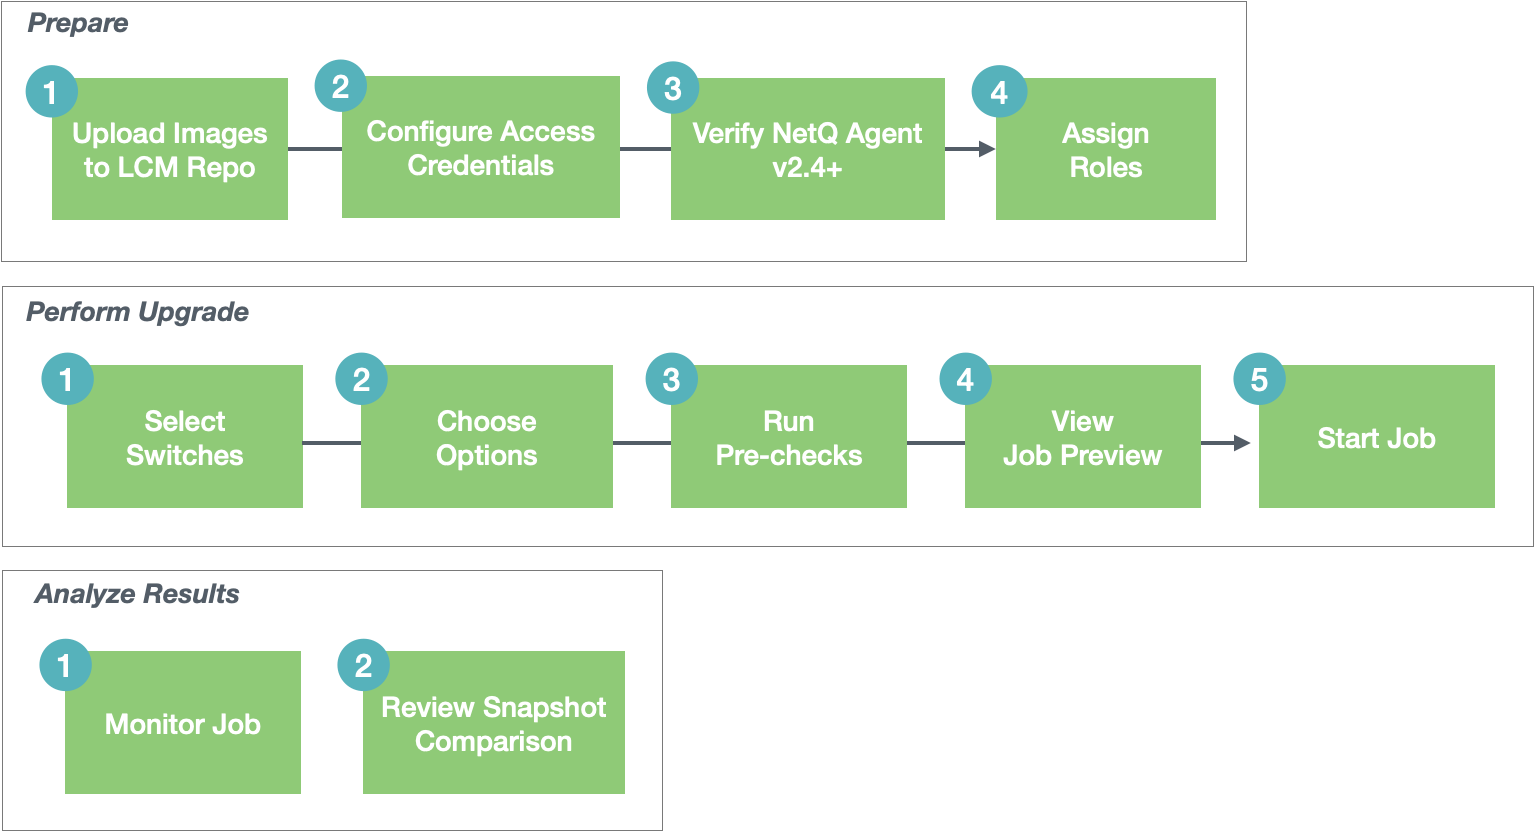 Prepare
1
Upload Images
to LCM Repo
2
Configure Access
Credentials
3
Verify NetQ Agent
v2.4+
4
Assign
Roles
Perform Upgrade
1
Select
Switches
2
Choose
Options
3
Run
Pre-checks
4
View
Job Preview
5
Start Job
Analyze Results
1
Monitor Job
2
Review Snapshot
Comparison